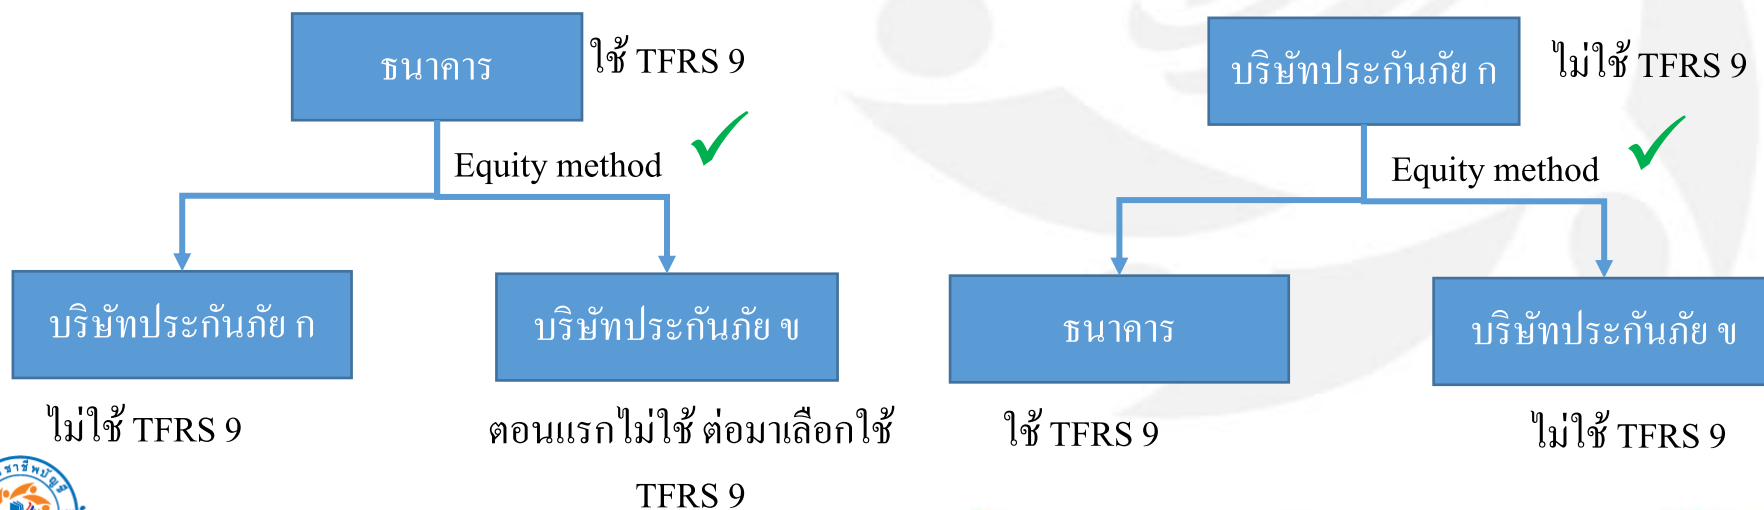 ธนาคาร
ใช้ TFRS 9
Equity method
บริษัทประกันภัย ก
ไม่ใช้ TFRS 9
บริษัทประกันภัย ข
ตอนแรกไม่ใช้ ต่อมาเลือกใช้
TFRS 9
บริษัทประกันภัย ก
ไม่ใช้ TFRS 9
Equity method
ธนาคาร
ใช้ TFRS 9
บริษัทประกันภัย ข
ไม่ใช้ TFRS 9